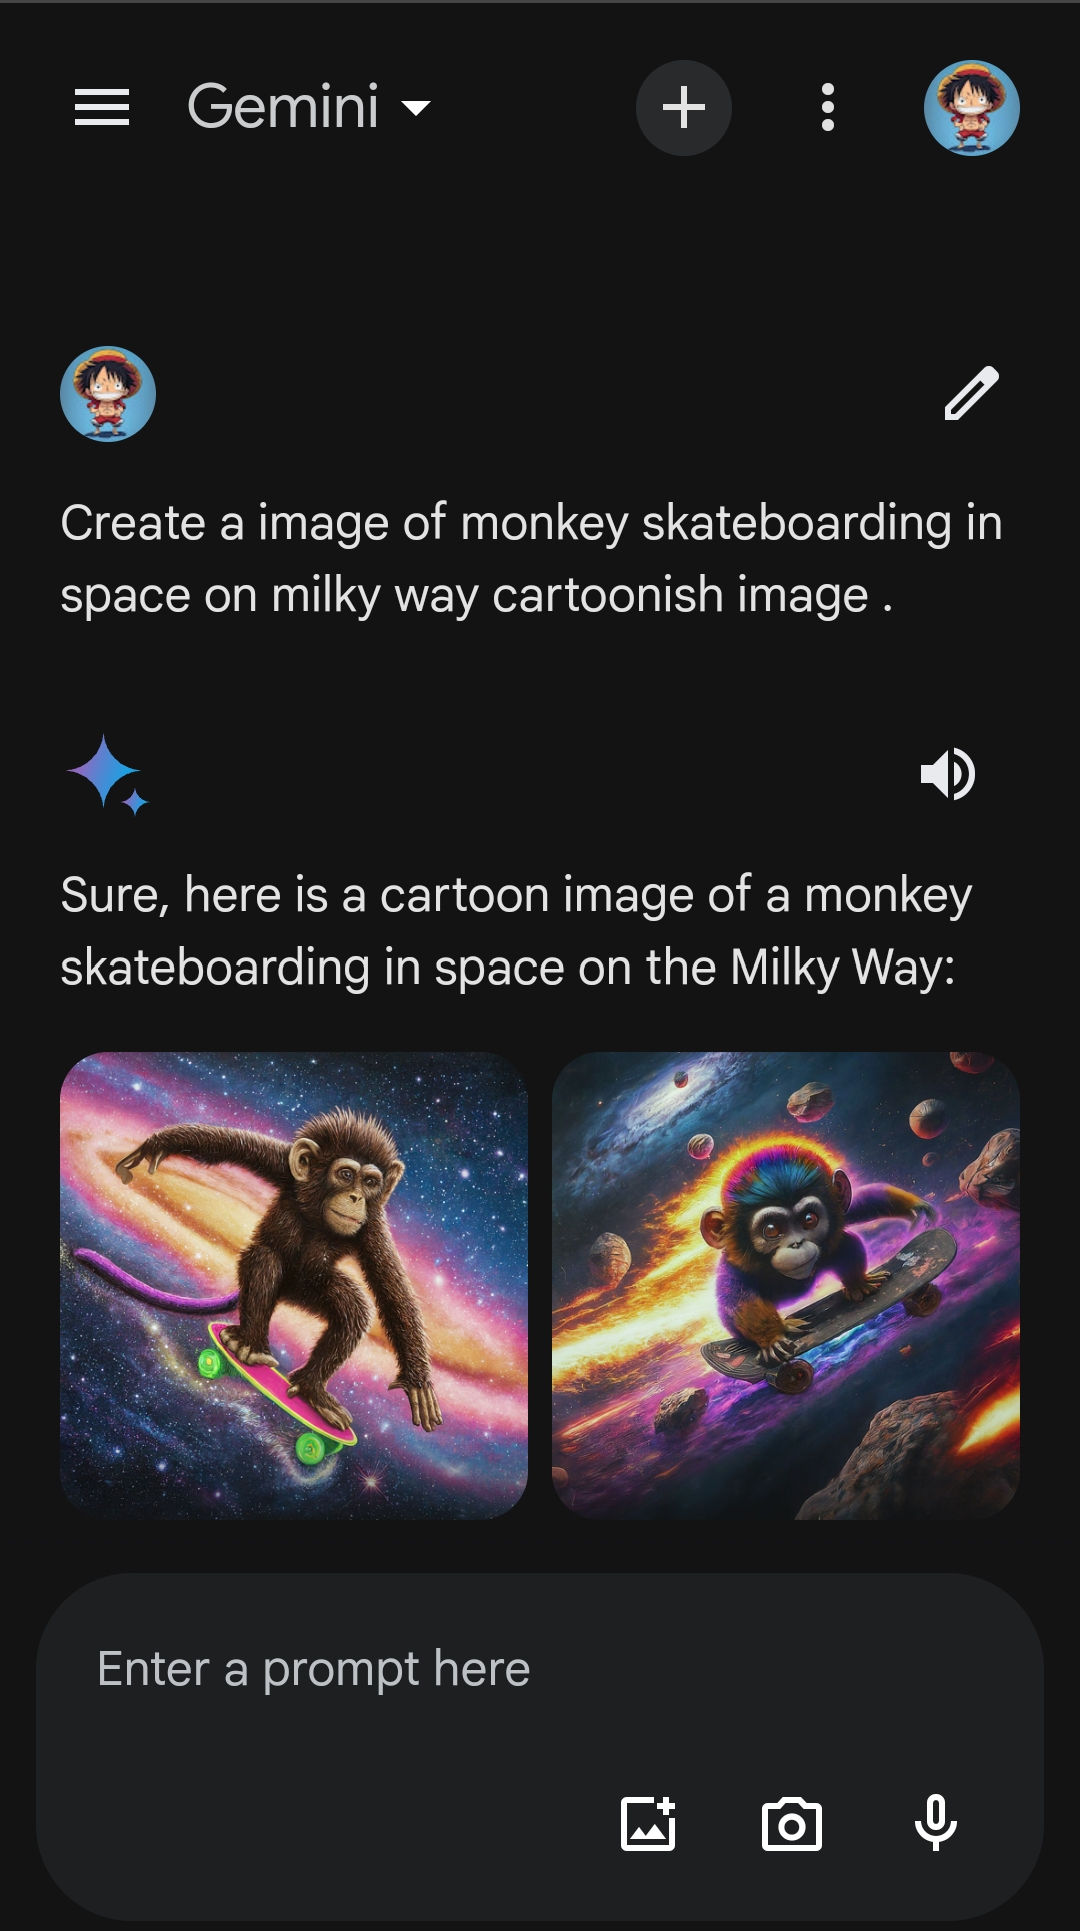 Gemini
Create a image of monkey skateboarding in
space on milky way cartoonish image .
Sure, here is a cartoon image of a monkey
skateboarding in space on the Milky Way:
Enter a prompt here